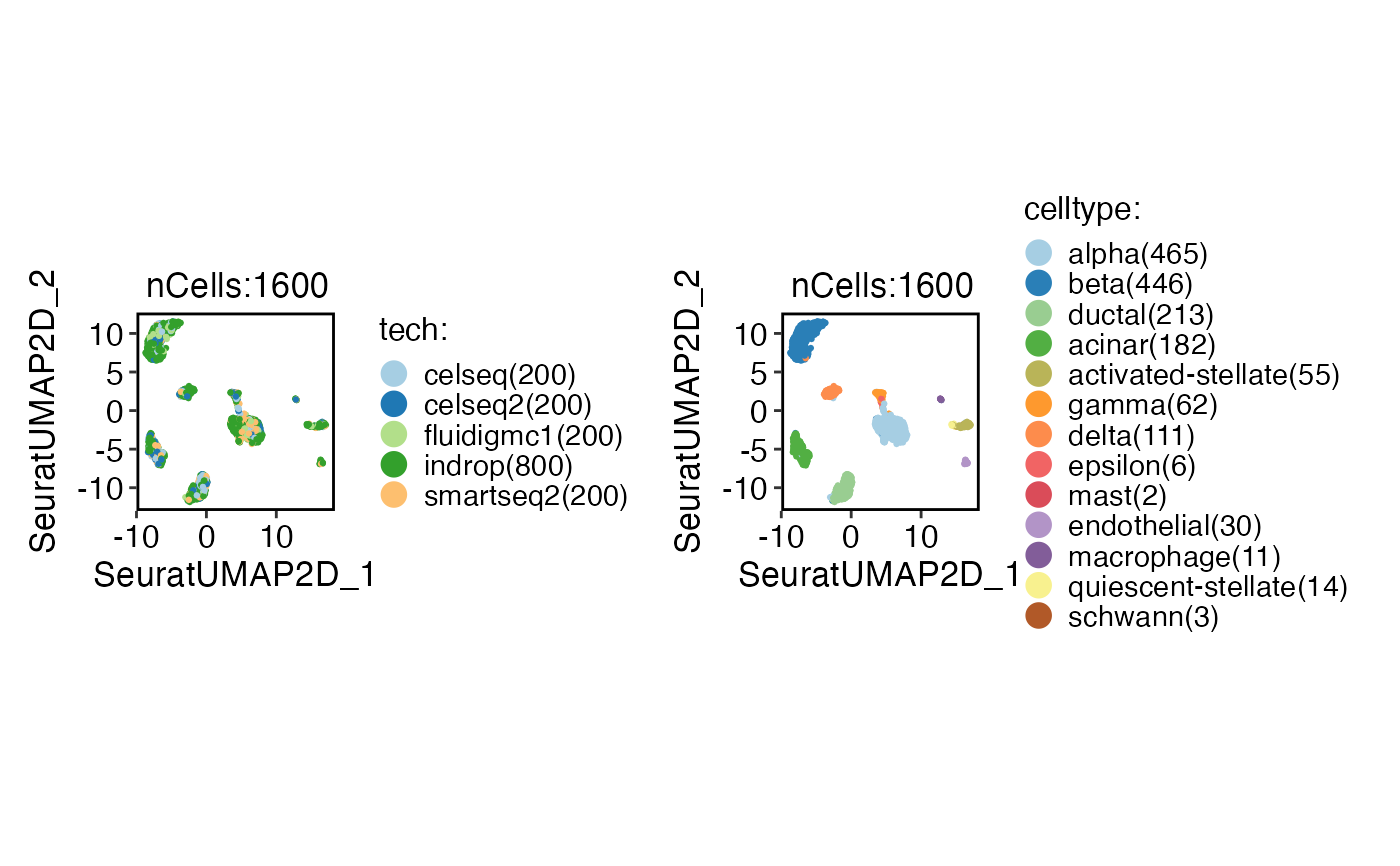 nCells:1600
SeuratUMAP2D_2
10
5
0
-5
-10
-10 0 10
SeuratUMAP2D_1
tech:
celseq(200)
celseq2(200)
fluidigmc1(200)
indrop(800)
smartseq2(200)
nCells:1600
SeuratUMAP2D_2
10
5
0
-5
-10
-10 0 10
SeuratUMAP2D_1
celltype:
alpha(465)
beta(446)
ductal(213)
acinar(182)
activated-stellate(55)
gamma(62)
delta(111)
epsilon(6)
mast(2)
endothelial(30)
macrophage(11)
quiescent-stellate(14)
schwann(3)